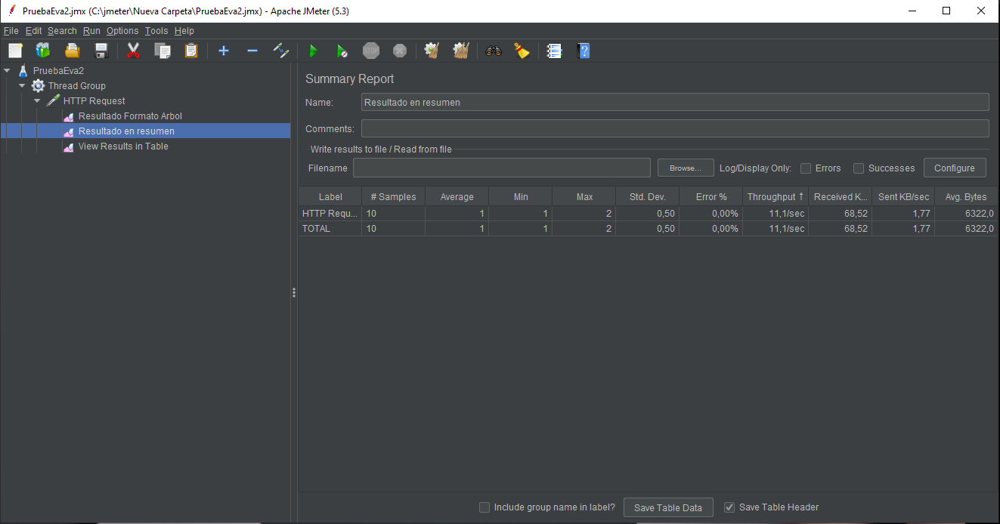 PruebaEva2.jmx (C:\jmeter\Nueva Carpeta\PruebaEva2.jmx) - Apache JMeter (5.3)
File Edit Search Run Options Tools Help
STOP
PruebaEva2
Thread Group
HTTP Request
Resultado Formato Arbol
Resultado en resumen
View Results in Table
Summary Report
Name: Resultado en resumen
Comments:
Write results to file / Read from file
Filename Browse... Log/Display Only: Errors Successes Configure
Label # Samples Average Min Max Std. Dev. Error % Throughput ↑ Received K... Sent KB/sec Avg. Bytes
HTTP Requ... 10 1 1 2 0,50 0,00% 11,1/sec 68,52 1,77 6322,0
TOTAL 10 1 1 2 0,50 0,00% 11,1/sec 68,52 1,77 6322,0
Include group name in label? Save Table Data Save Table Header